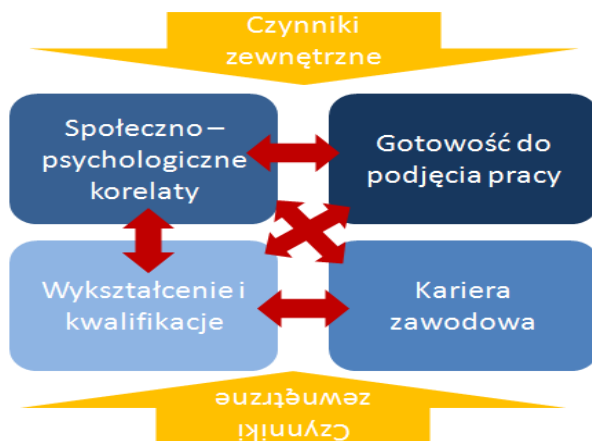 Czynniki
zewnętrzne
Społeczno –
psychologiczne
korelaty
Gotowość do
podjęcia pracy
Wykształcenie i
kwalifikacje
Kariera
zawodowa
Czynniki
zewnętrzne